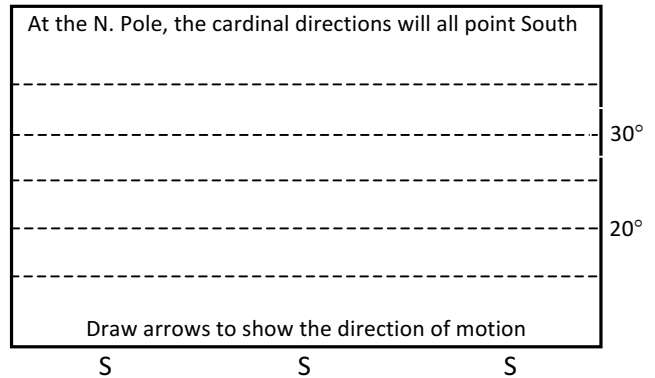 At the N. Pole, the cardinal directions will all point South
30°
20°
Draw arrows to show the direction of motion
S S S